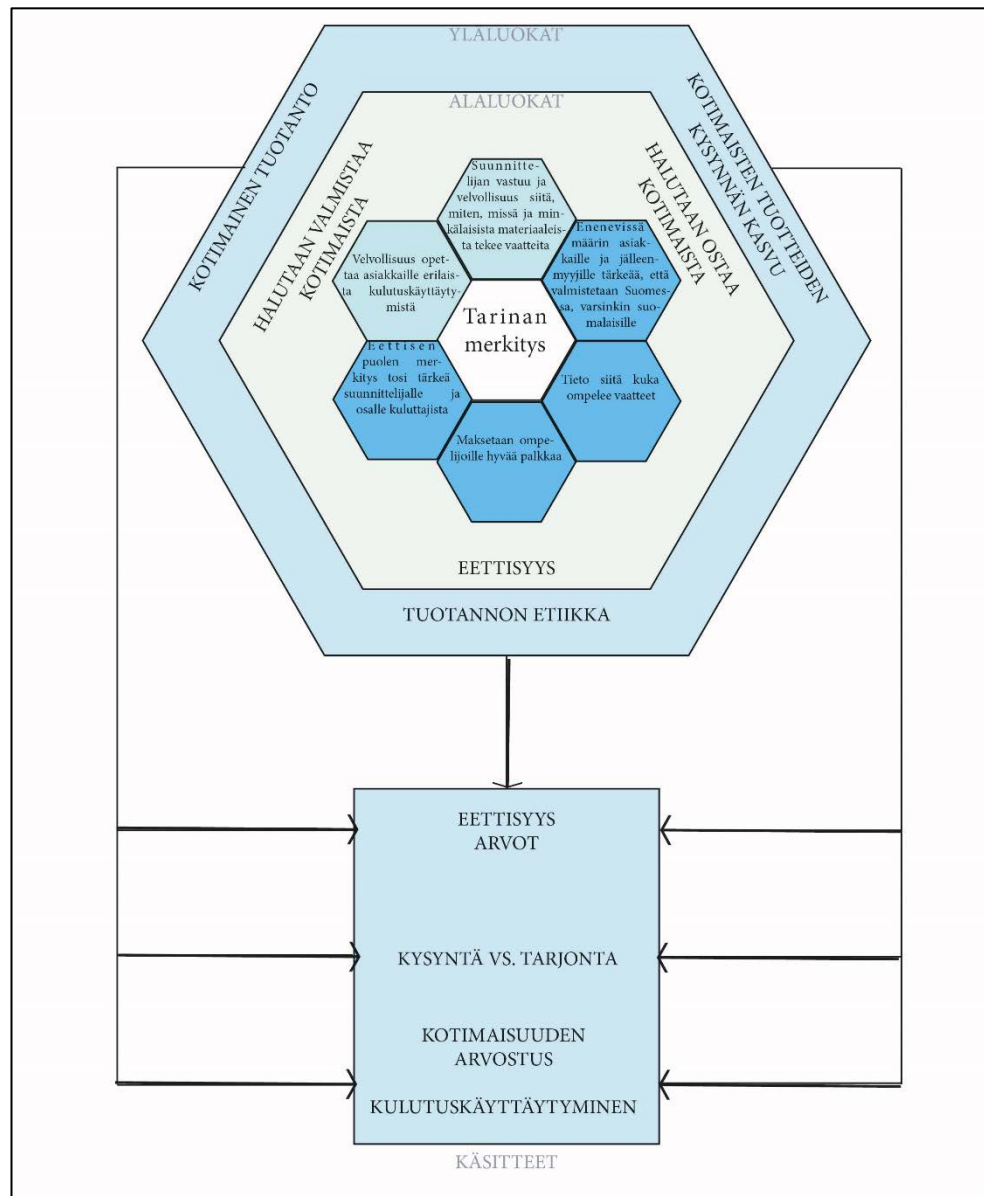 YLÄLUOKAT
KOTIMAINEN TUOTANTO
KOTIMAISTEN TUOTTEIDEN
KYSYNNÄN KASVU
ALALUOKAT
HALUTAAN VALMISTAA
KOTIMAISTA
HALUTAAN OSTAA
KOTIMAISTA
Suunnitte-
lijan vastuu ja
velvollisuus siitä,
miten, missä ja min-
kälaisista materiaaleis-
ta tekee vaatteita
Velvollisuus opet-
taa asiakkaille erilais-
ta kulutuskäyttäyty-
mistä
Enenevissä
määrin asiak-
kaille ja jälleen-
myyjille tärkeää, että
valmistetaan Suomes-
sa, varsinkin suo-
malaisille
Tarinan
merkitys
Eettisen
puolen mer-
kitys tosi tärkeä
suunnittelijalle ja
osalle kuluttajista
Tieto siitä kuka
ompelee vaatteet
Maksetaan ompe-
lijoille hyvää palkkaa
EETTISYYS
TUOTANNON ETIIKKA
EETTISYYS
ARVOT
KYSYNTÄ VS. TARJONTA
KOTIMAISUUDEN
ARVOSTUS
KULUTUSKÄYTTÄYTYMINEN
KÄSITTEET